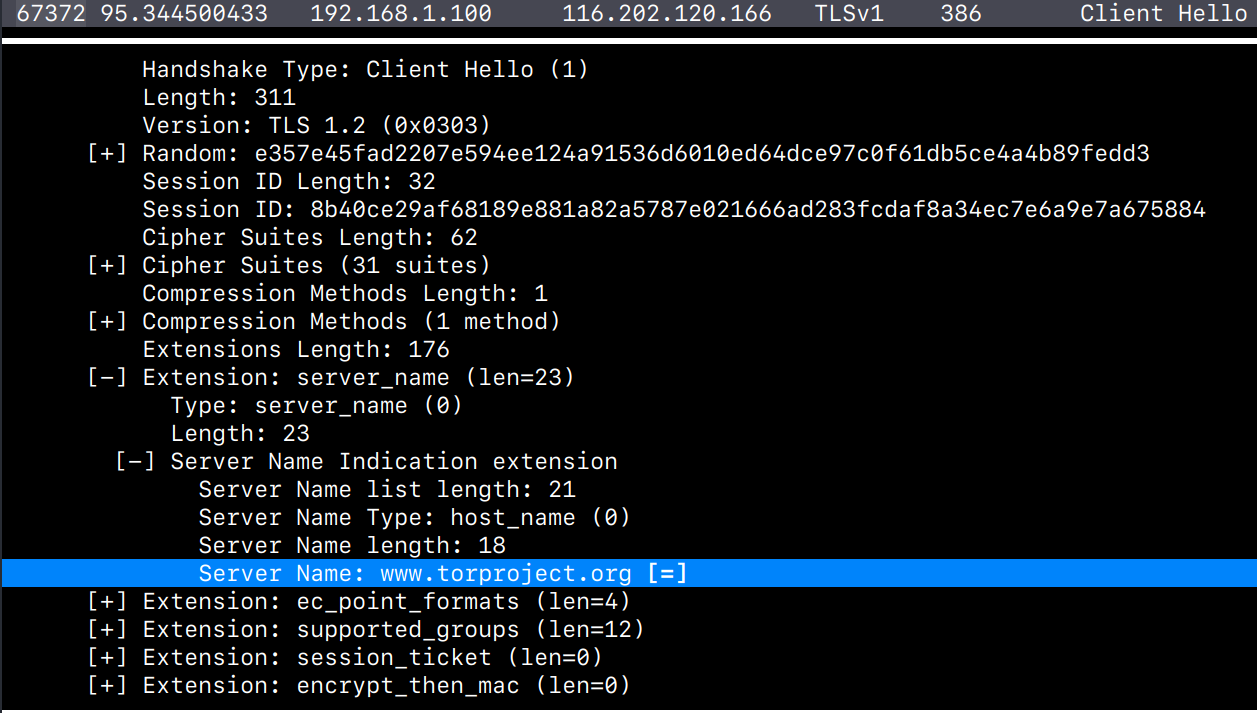 67372 95.344500433 192.168.1.100 116.202.120.166 TLSv1 386 Client Hello
Handshake Type: Client Hello (1)
Length: 311
Version: TLS 1.2 (0x0303)
[+] Random: e357e45fad2207e594ee124a91536d6010ed64dce97c0f61db5ce4a4b89fedd3
Session ID Length: 32
Session ID: 8b40ce29af68189e881a82a5787e021666ad283fcdaf8a34ec7e6a9e7a675884
Cipher Suites Length: 62
[+] Cipher Suites (31 suites)
Compression Methods Length: 1
[+] Compression Methods (1 method)
Extensions Length: 176
[−] Extension: server_name (len=23)
Type: server_name (0)
Length: 23
[−] Server Name Indication extension
Server Name list length: 21
Server Name Type: host_name (0)
Server Name length: 18
Server Name: www.torproject.org [=]
[+] Extension: ec_point_formats (len=4)
[+] Extension: supported_groups (len=12)
[+] Extension: session_ticket (len=0)
[+] Extension: encrypt_then_mac (len=0)